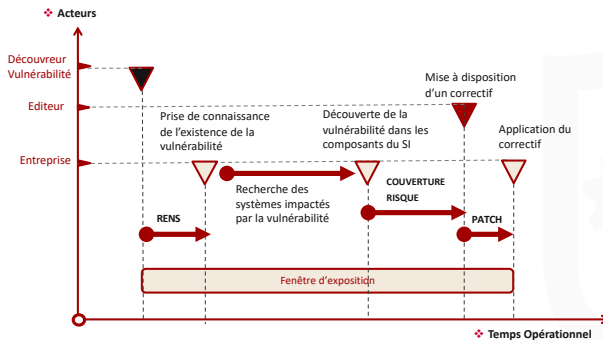 ❖ Acteurs
Découvreur
Vulnérabilité
Mise à disposition
d'un correctif
Editeur
Prise de connaissance
de l'existence de la
vulnérabilité
Découverte de la
vulnérabilité dans les
composants du SI
Application du
correctif
Entreprise
Recherche des
systèmes impactés
par la vulnérabilité
COUVERTURE
RISQUE
RENS
PATCH
Fenêtre d'exposition
❖ Temps Opérationnel